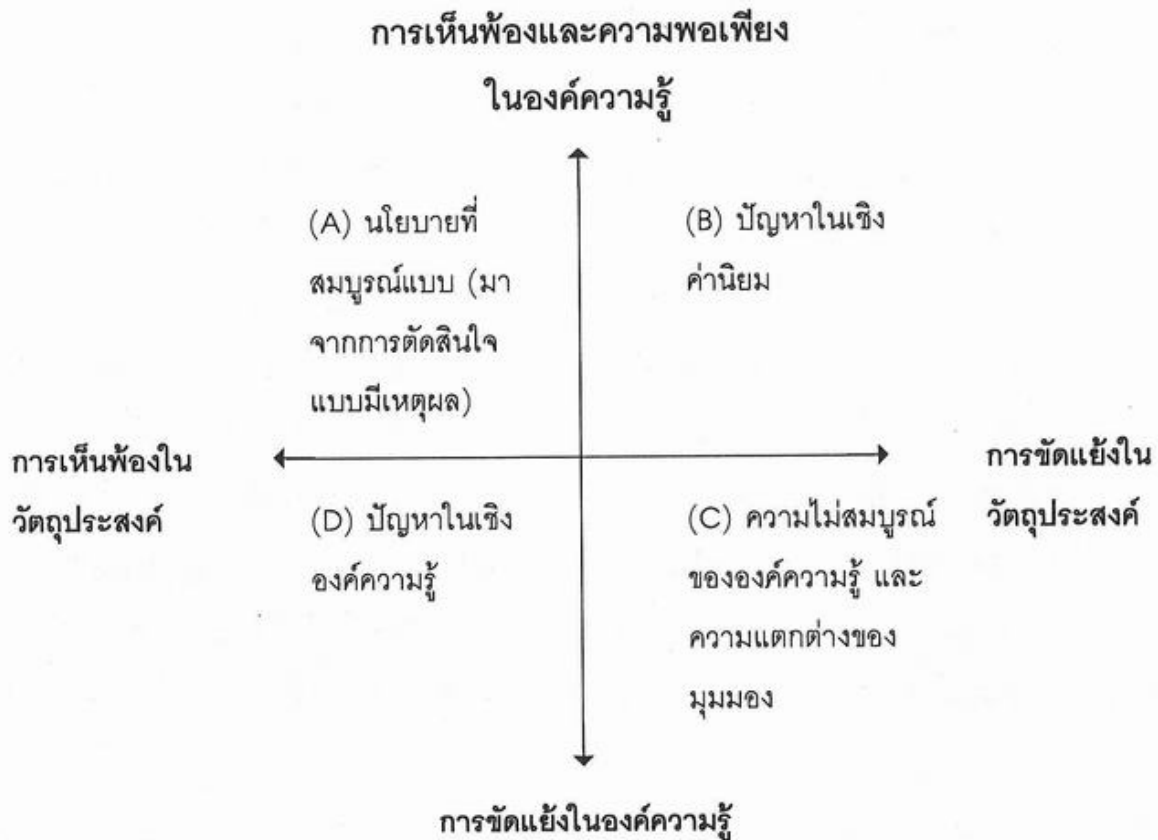 การเห็นพ้องและความพอเพียง
ในองค์ความรู้
(A) นโยบายที่
สมบูรณ์แบบ (มา
จากการตัดสินใจ
แบบมีเหตุผล)
(B) ปัญหาในเชิง
ค่านิยม
การเห็นพ้องใน
วัตถุประสงค์
การขัดแย้งใน
วัตถุประสงค์
(D) ปัญหาในเชิง
องค์ความรู้
(C) ความไม่สมบูรณ์
ขององค์ความรู้ และ
ความแตกต่างของ
มุมมอง
การขัดแย้งในองค์ความรู้